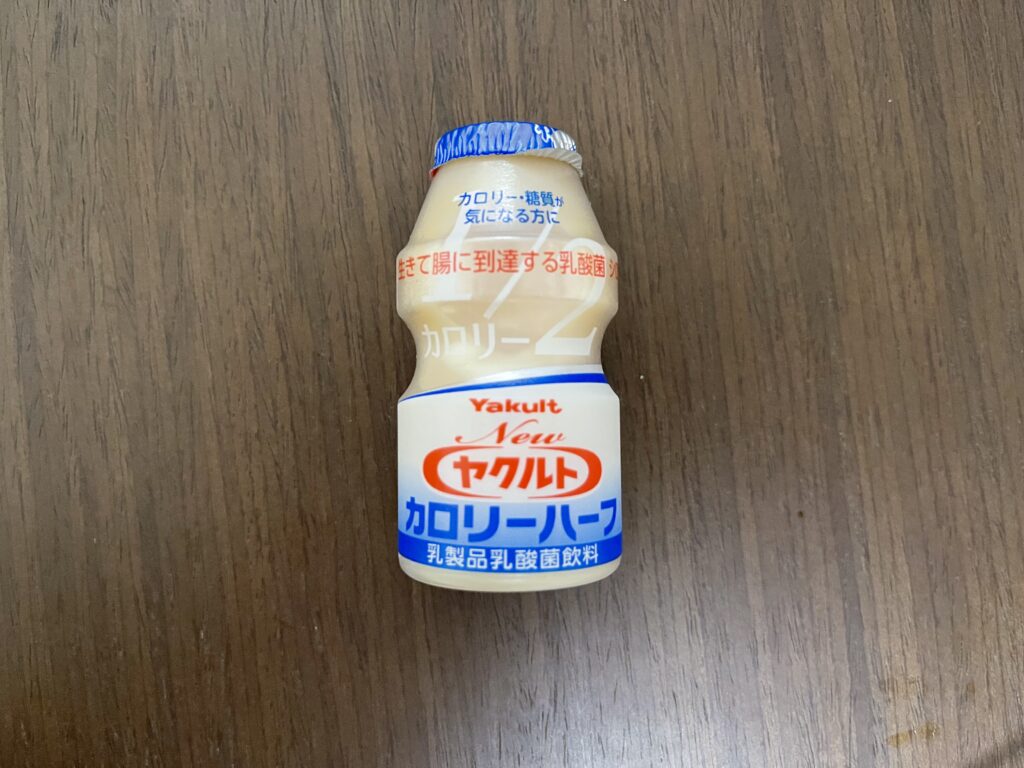 カロリー・糖質が
気になる方に
生きて腸に到達する乳酸菌 シ
1/2
カロリー
Yakult
New
ヤクルト
カロリーハーフ
乳製品乳酸菌飲料